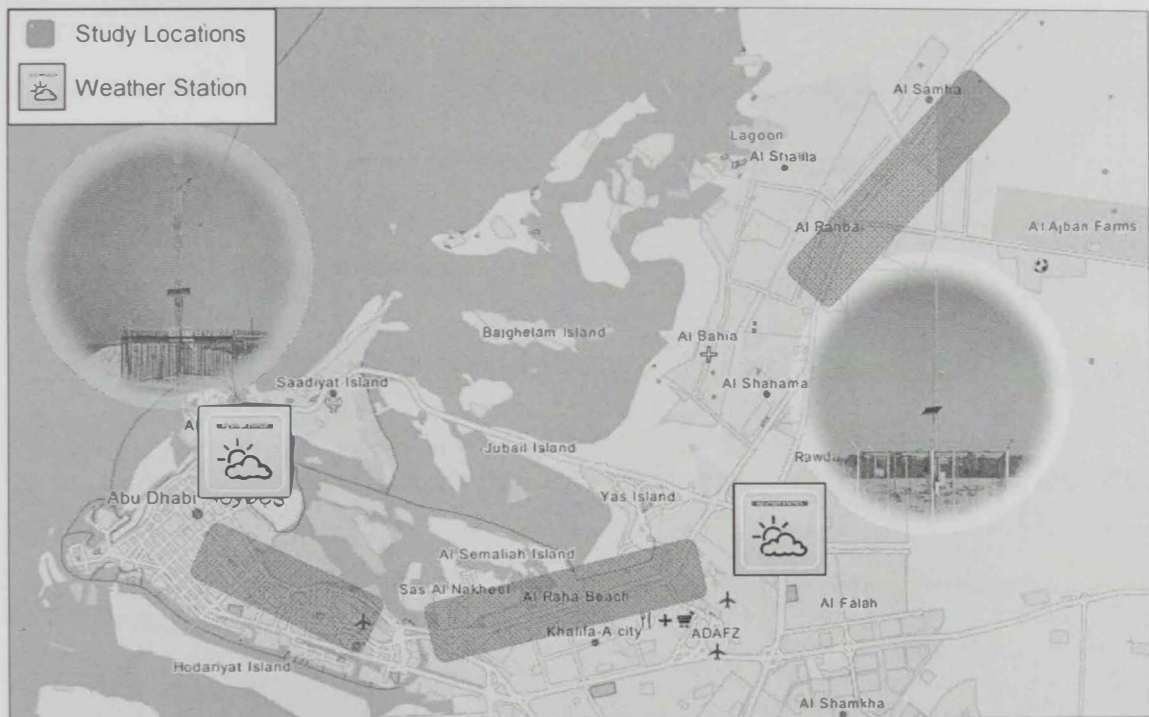 Study Locations
Weather Station
Al Samha
Lagoon
Al Shalila
Al Rahba
Al Ajban Farms
Balghelam Island
Al Bahia
Saadiyat Island
Al Shahama
Jubail Island
Rawda
Abu Dhabi
Yas Island
Al Semaliah Island
Sas Al Nakheel
Al Raha Beach
Al Falah
Khalifa-A city
ADAFZ
Hodariyat Island
Al Shamkha